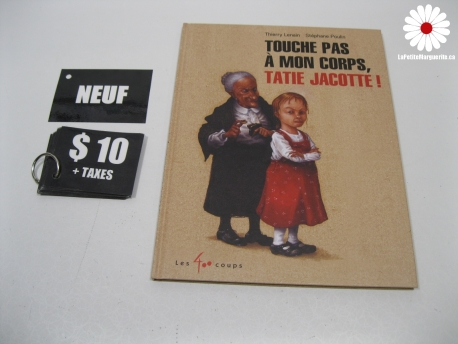 LaPetiteMarguerite.ca
NEUF
$ 10
+ TAXES
Thierry Lenain Stéphane Poulin
TOUCHE PAS
À MON CORPS,
TATIE JACOTTE !
Les 400 coups